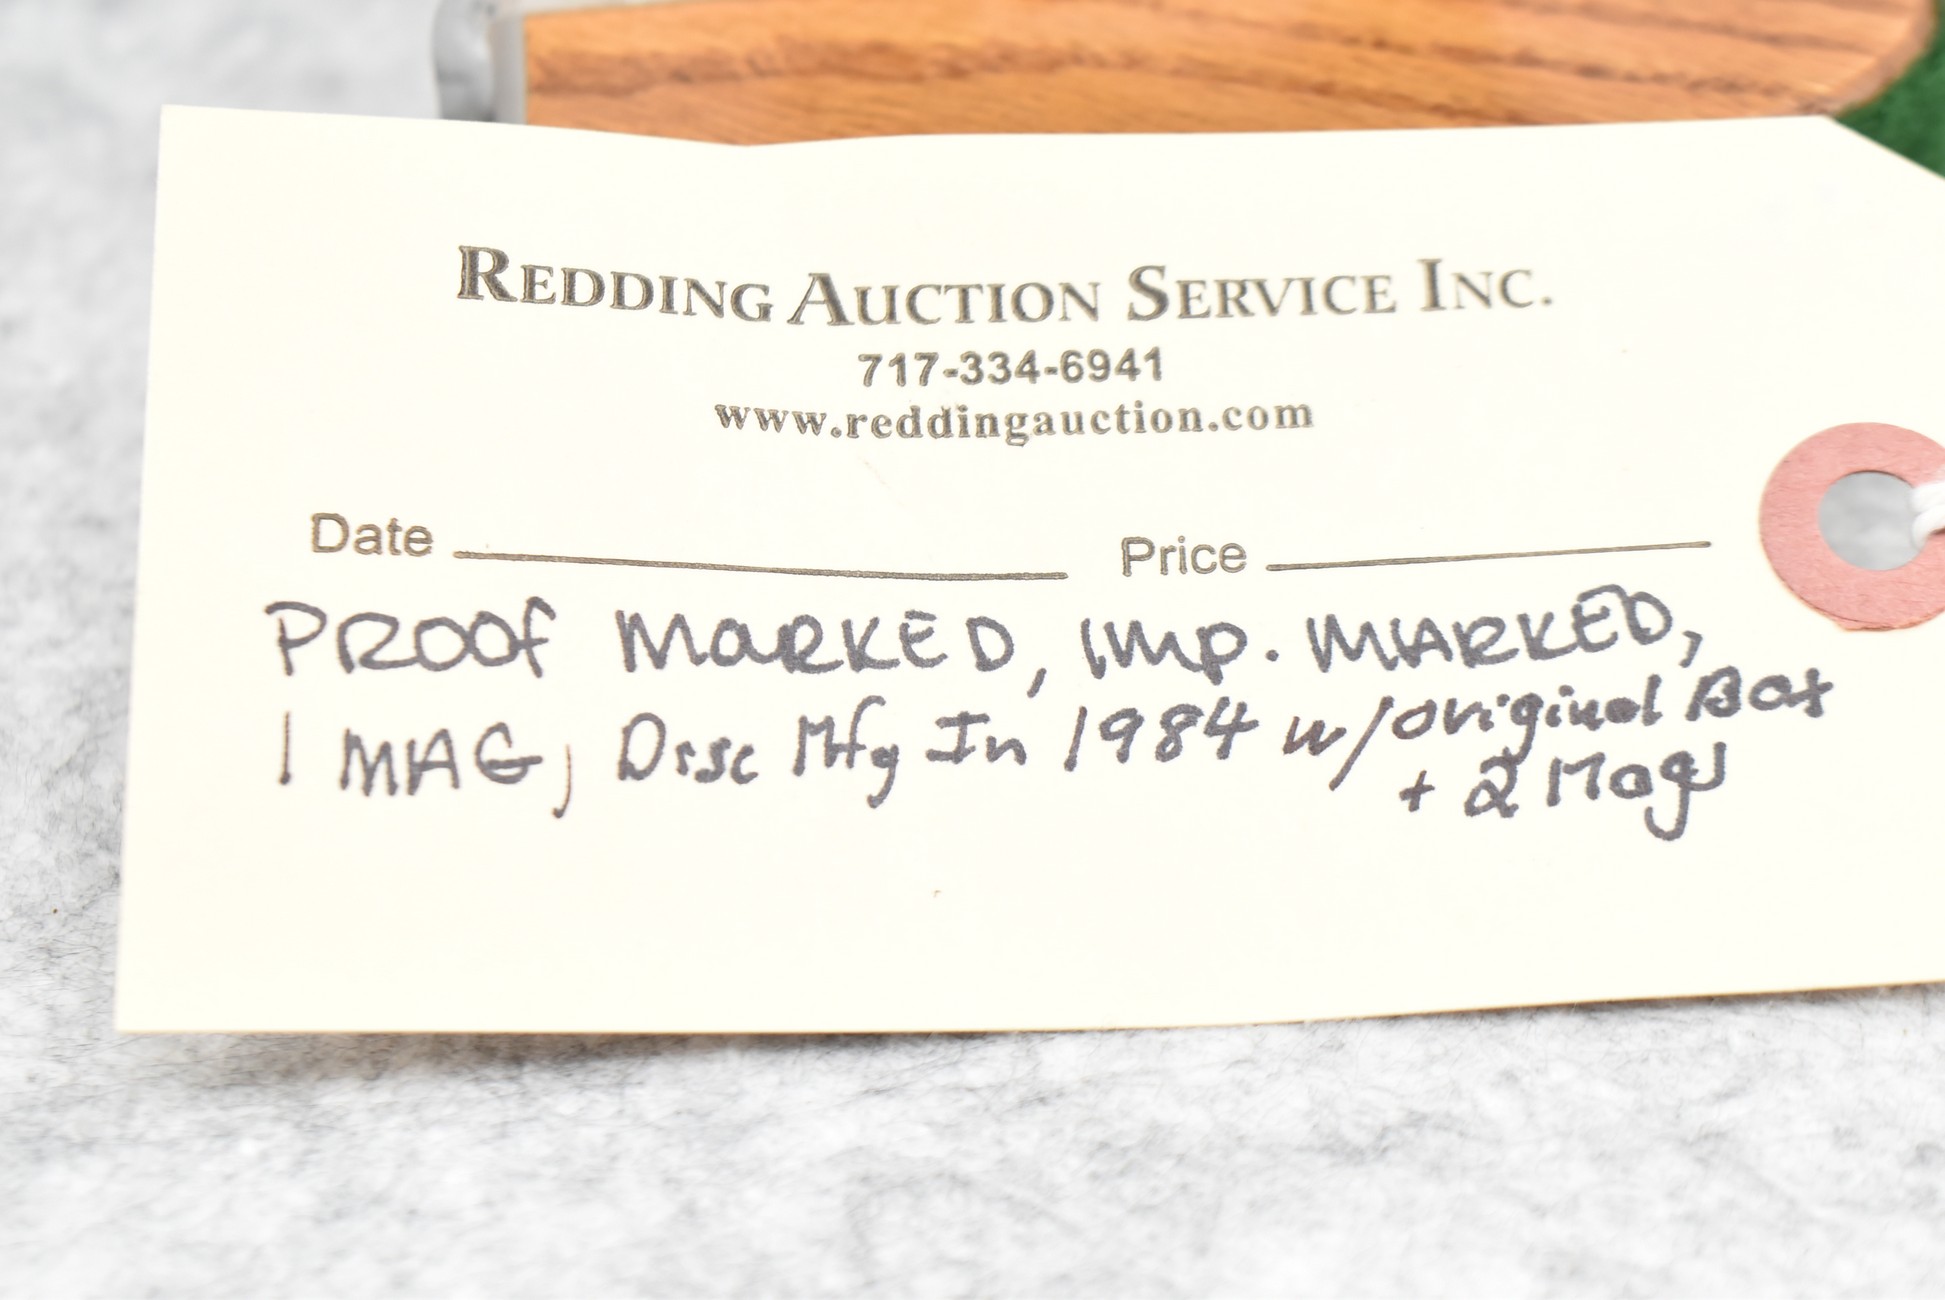 REDDING AUCTION SERVICE INC.
717-334-6941
www.reddingauction.com
Date Price
PROOF MARKED, IMP. MARKED,
1 MAG, Disc Mfg In 1984 w/original Box
+ 2 Mags